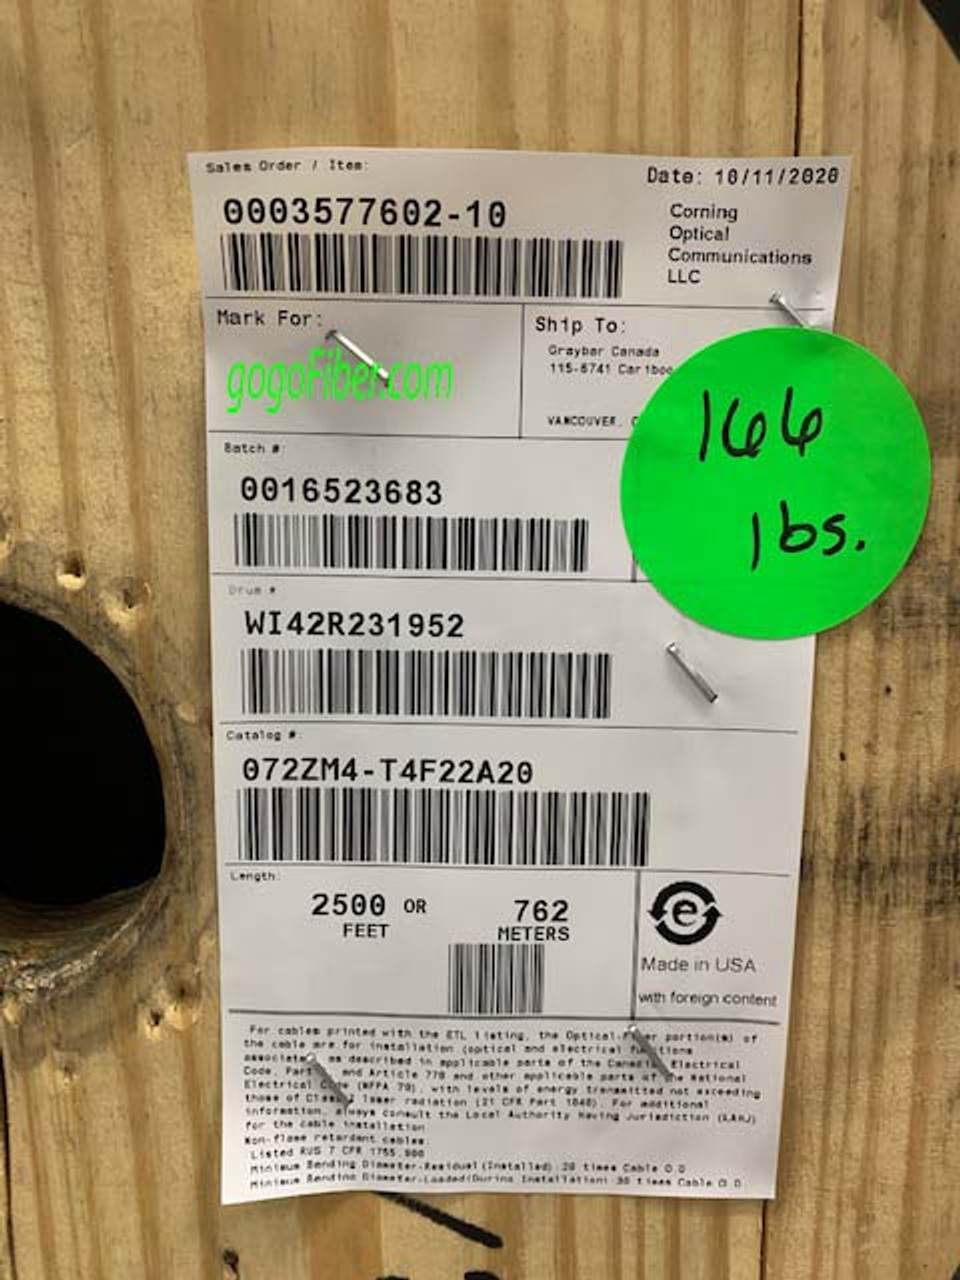 Sales Order / Item:
Date: 10/11/2020
0003577602-10
Corning
Optical
Communications
LLC
Mark For:
Ship To:
gogoFiber.com
Graybar Canada
115-6741 Cariboo
VANCOUVER,
166
lbs.
Batch #:
0016523683
Drum #
WI42R231952
Catalog #:
072ZM4-T4F22A20
Length:
2500 OR 762
FEET METERS
e
Made in USA
with foreign content
For cables printed with the ETL listing, the Optical-Fiber portion(s) of
the cable are for installation (optical and electrical functions
associated as described in applicable parts of the Canadian Electrical
Code, Part and Article 770 and other applicable parts of the National
Electrical Code (NFPA 70), with levels of energy transmitted not exceeding
those of Class I laser radiation (21 CFR Part 1040). For additional
information, always consult the Local Authority Having Jurisdiction (LAHJ)
for the cable installation
Non-flame retardant cables:
Listed RUS 7 CFR 1755.900
Minimum Bending Diameter-Residual(Installed):20 times Cable O.D
Minimum Bending Diameter-Loaded(During Installation):30 times Cable O.D.